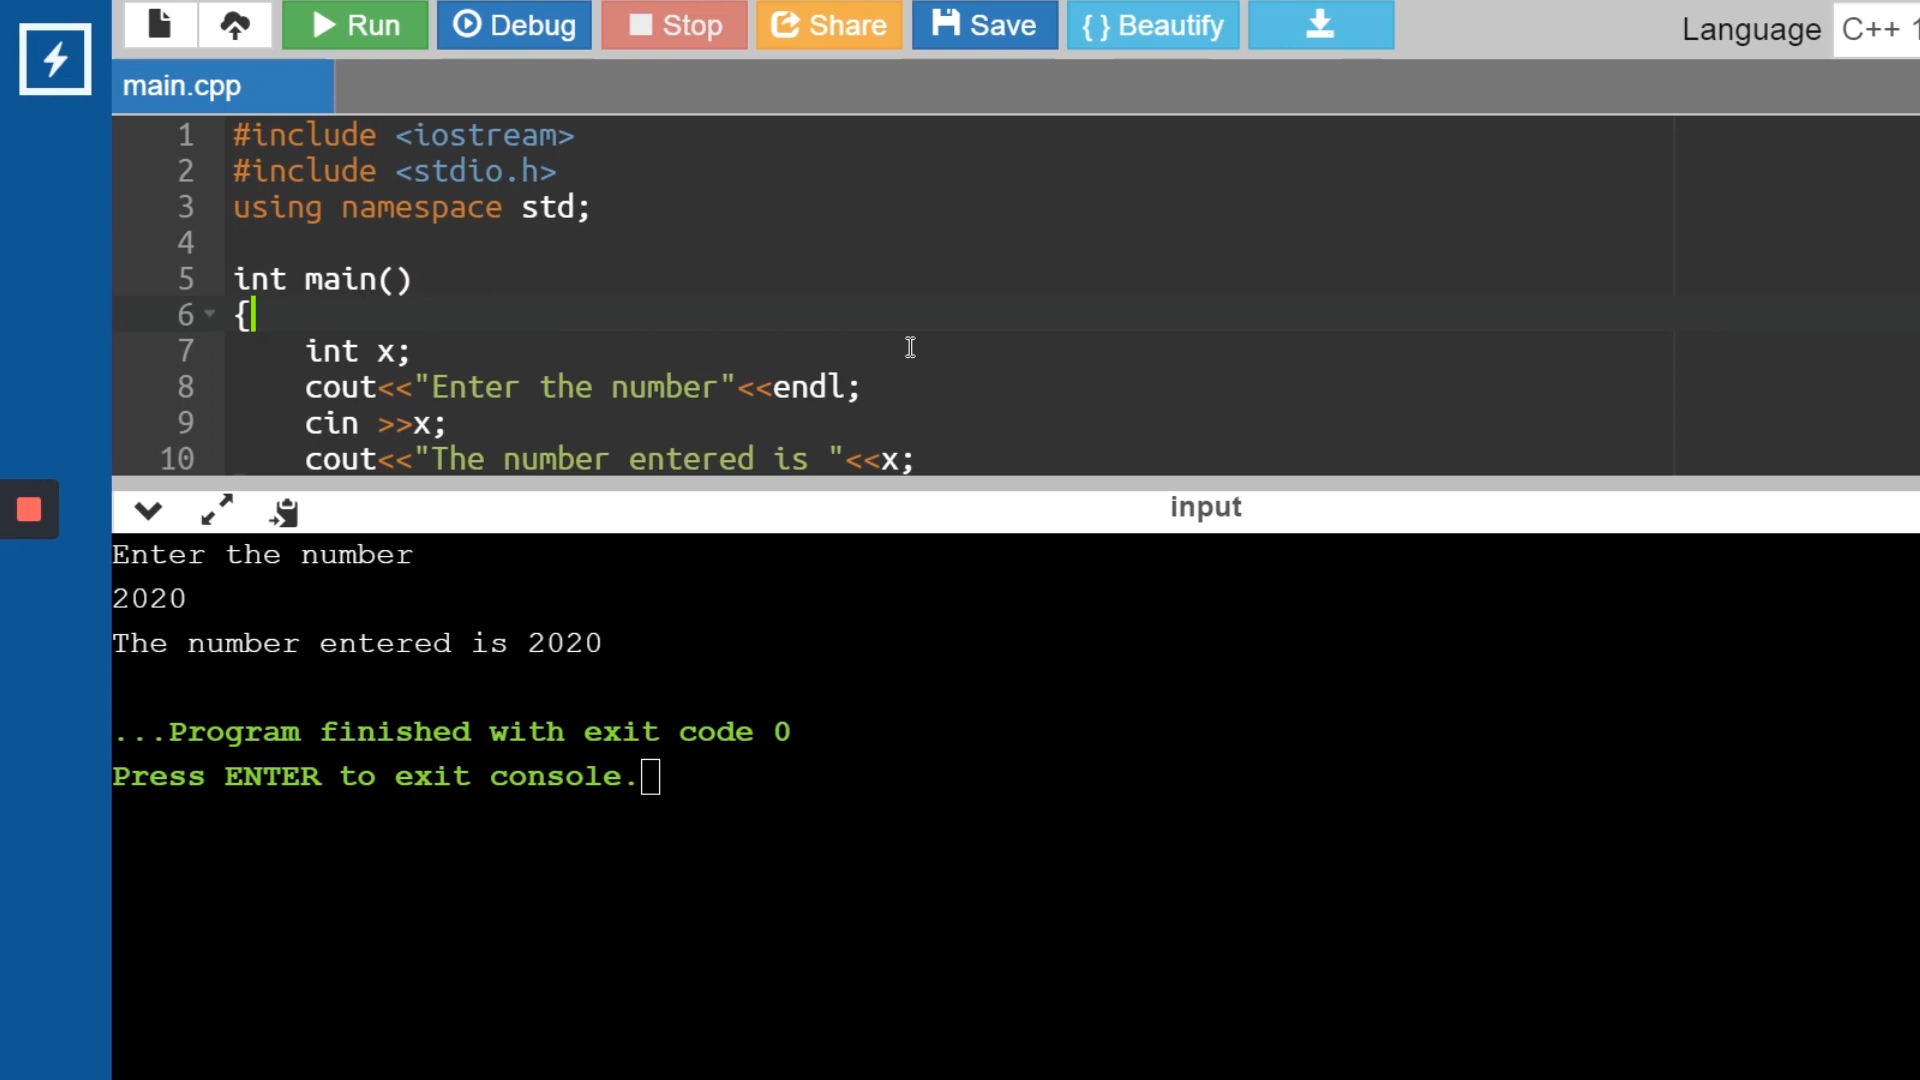 Run Debug Stop Share Save { } Beautify Language C++ 1
main.cpp
1 #include <iostream>
2 #include <stdio.h>
3 using namespace std;
4
5 int main()
6 {
7 int x;
8 cout<<"Enter the number"<<endl;
9 cin >>x;
10 cout<<"The number entered is "<<x;
input
Enter the number
2020
The number entered is 2020
...Program finished with exit code 0
Press ENTER to exit console.